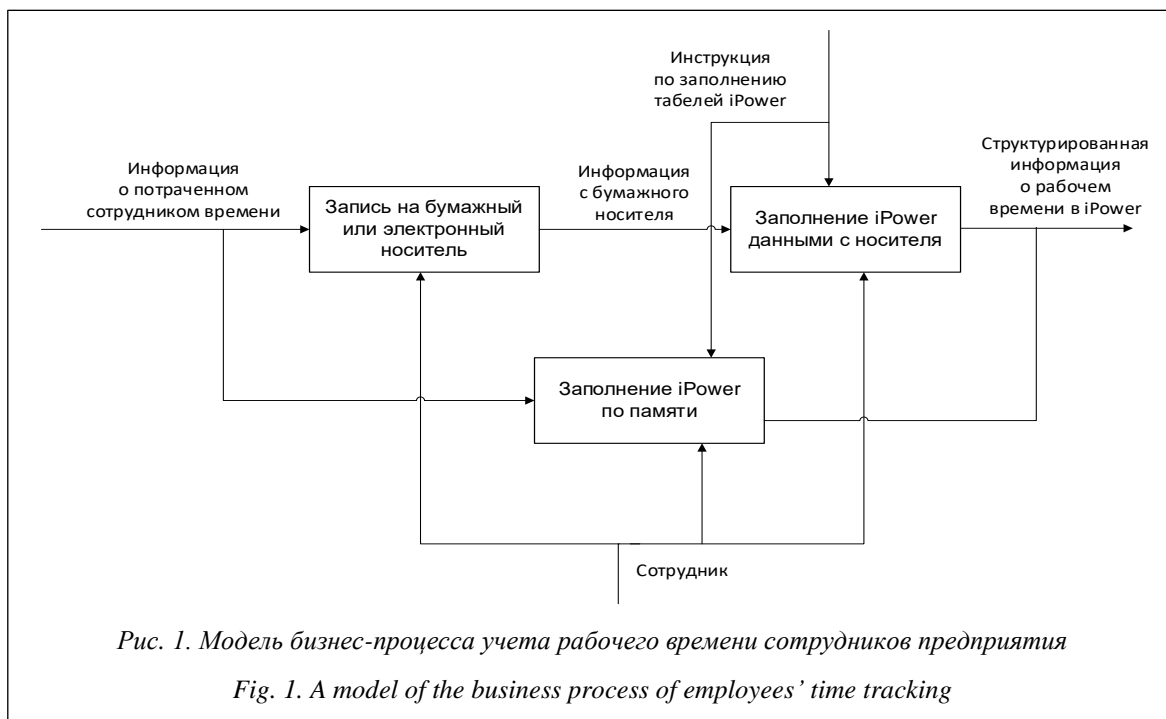 Инструкция
по заполнению
табелей iPower
Структурированная
информация
о рабочем
времени в iPower
Информация
о потраченном
сотрудником времени
Информация
с бумажного
носителя
Запись на бумажный
или электронный
носитель
Заполнение iPower
данными с носителя
Заполнение iPower
по памяти
Сотрудник
Рис. 1. Модель бизнес-процесса учета рабочего времени сотрудников предприятия
Fig. 1. A model of the business process of employees’ time tracking